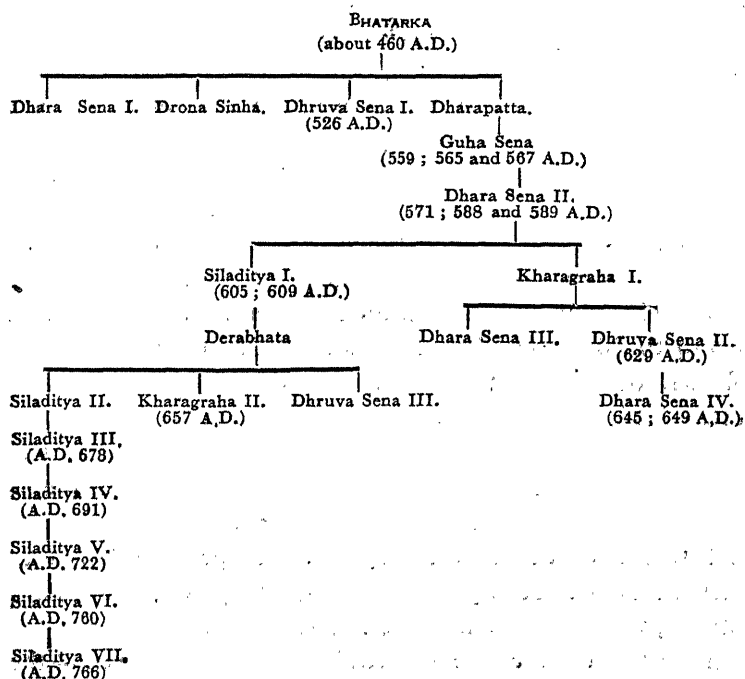 BHATARKA
(about 460 A.D.)
Dhara Sena I. Drona Sinha. Dhruva Sena I. Dharapatta.
(526 A.D.)
Guha Sena
(559 ; 565 and 567 A.D.)
Dhara Sena II.
(571 ; 588 and 589 A.D.)
Siladitya I. Kharagraha I.
(605 ; 609 A.D.)
Derabhata Dhara Sena III. Dhruva Sena II.
(629 A.D.)
Siladitya II. Kharagraha II. Dhruva Sena III. Dhara Sena IV.
(657 A.D.) (645 ; 649 A.D.)
Siladitya III.
(A.D. 678)
Siladitya IV.
(A.D. 691)
Siladitya V.
(A.D. 722)
Siladitya VI.
(A.D. 760)
Siladitya VII.
(A.D. 766)